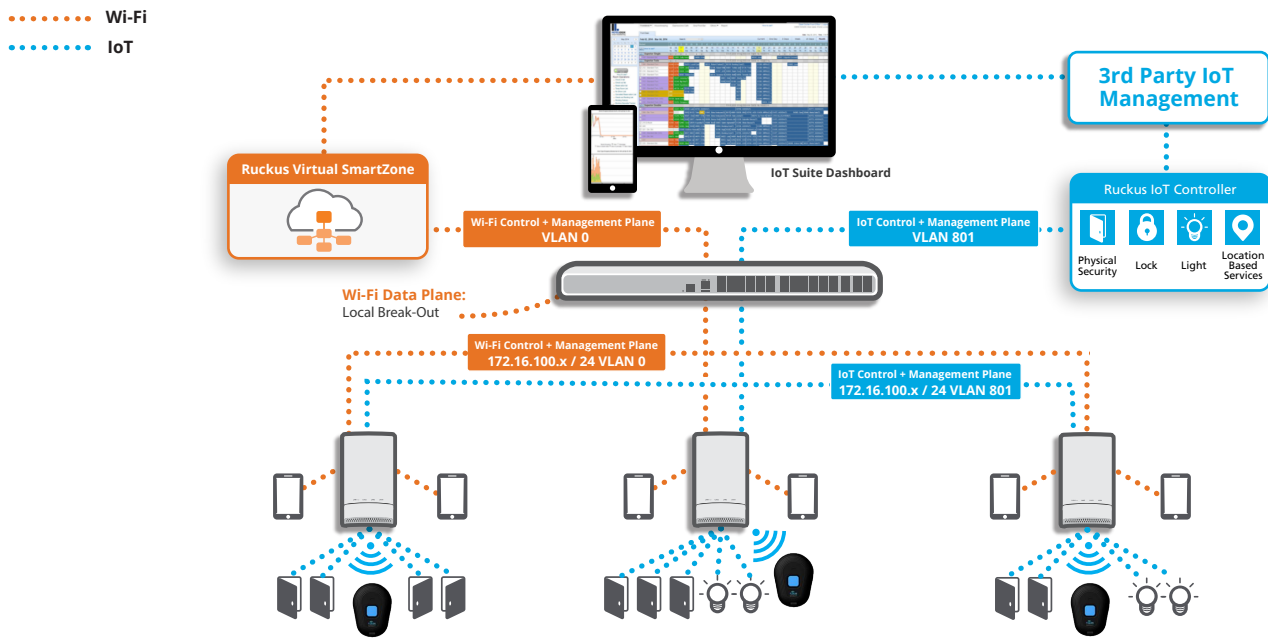 Wi-Fi
IoT
3rd Party IoT
Management
IoT Suite Dashboard
Ruckus Virtual SmartZone
Ruckus IoT Controller
Physical
Security
Lock
Light
Location
Based
Services
Wi-Fi Control + Management Plane
VLAN 0
IoT Control + Management Plane
VLAN 801
Wi-Fi Data Plane:
Local Break-Out
Wi-Fi Control + Management Plane
172.16.100.x / 24 VLAN 0
IoT Control + Management Plane
172.16.100.x / 24 VLAN 801